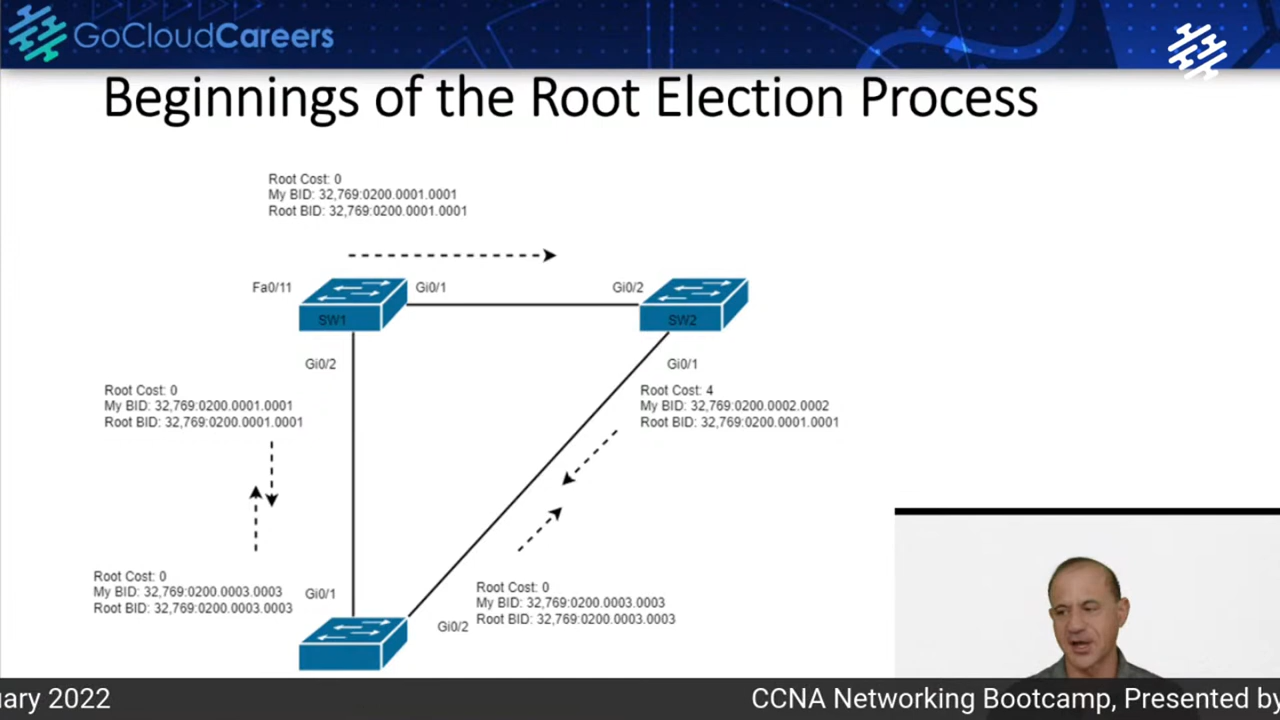 GoCloudCareers
Beginnings of the Root Election Process
Root Cost: 0
My BID: 32,769:0200.0001.0001
Root BID: 32,769:0200.0001.0001
Fa0/11
Gi0/1
Gi0/2
SW1
SW2
Gi0/2
Gi0/1
Root Cost: 0
My BID: 32,769:0200.0001.0001
Root BID: 32,769:0200.0001.0001
Root Cost: 4
My BID: 32,769:0200.0002.0002
Root BID: 32,769:0200.0001.0001
Root Cost: 0
My BID: 32,769:0200.0003.0003
Root BID: 32,769:0200.0003.0003
Gi0/1
Root Cost: 0
My BID: 32,769:0200.0003.0003
Root BID: 32,769:0200.0003.0003
Gi0/2
uary 2022
CCNA Networking Bootcamp, Presented by